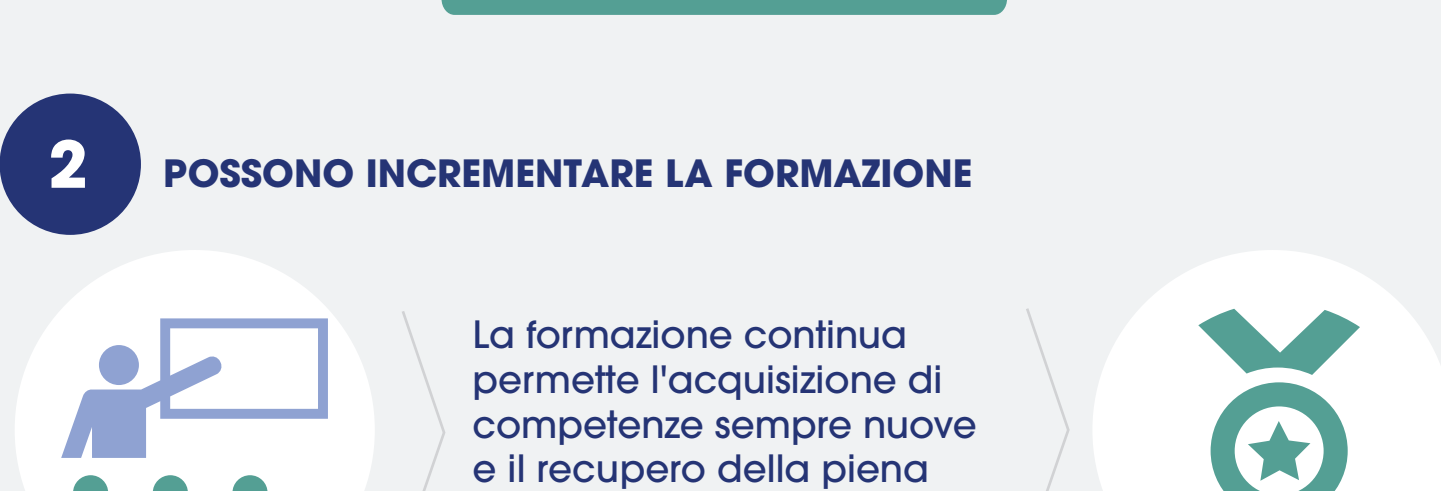 2
POSSONO INCREMENTARE LA FORMAZIONE
La formazione continua
permette l'acquisizione di
competenze sempre nuove
e il recupero della piena